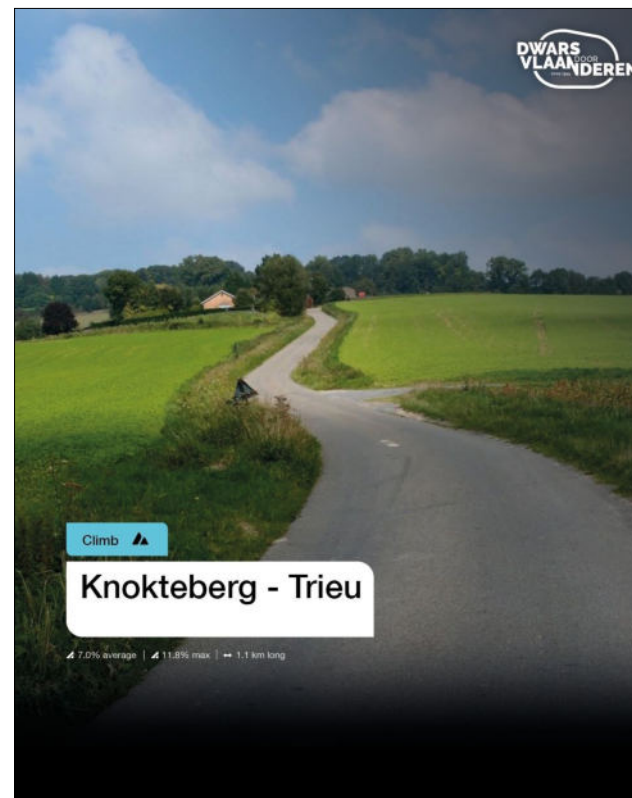 DWARS
DOOR
VLAANDEREN
Climb
Knokteberg - Trieu
7.0% average | 11.8% max | 1.1 km long